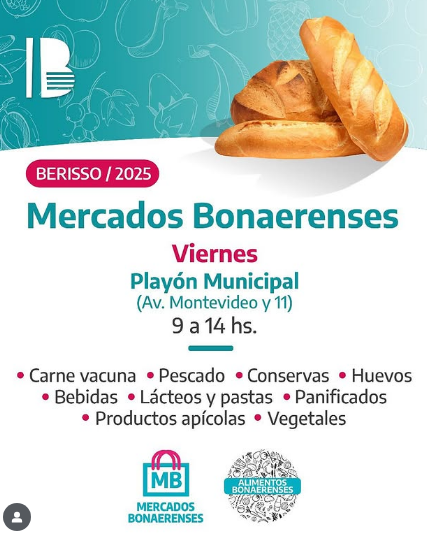 B
BERISSO / 2025
Mercados Bonaerenses
Viernes
Playón Municipal
(Av. Montevideo y 11)
9 a 14 hs.
• Carne vacuna • Pescado • Conservas • Huevos
• Bebidas • Lácteos y pastas • Panificados
• Productos apícolas • Vegetales
MB
MERCADOS
BONAERENSES
ALIMENTOS
BONAERENSES